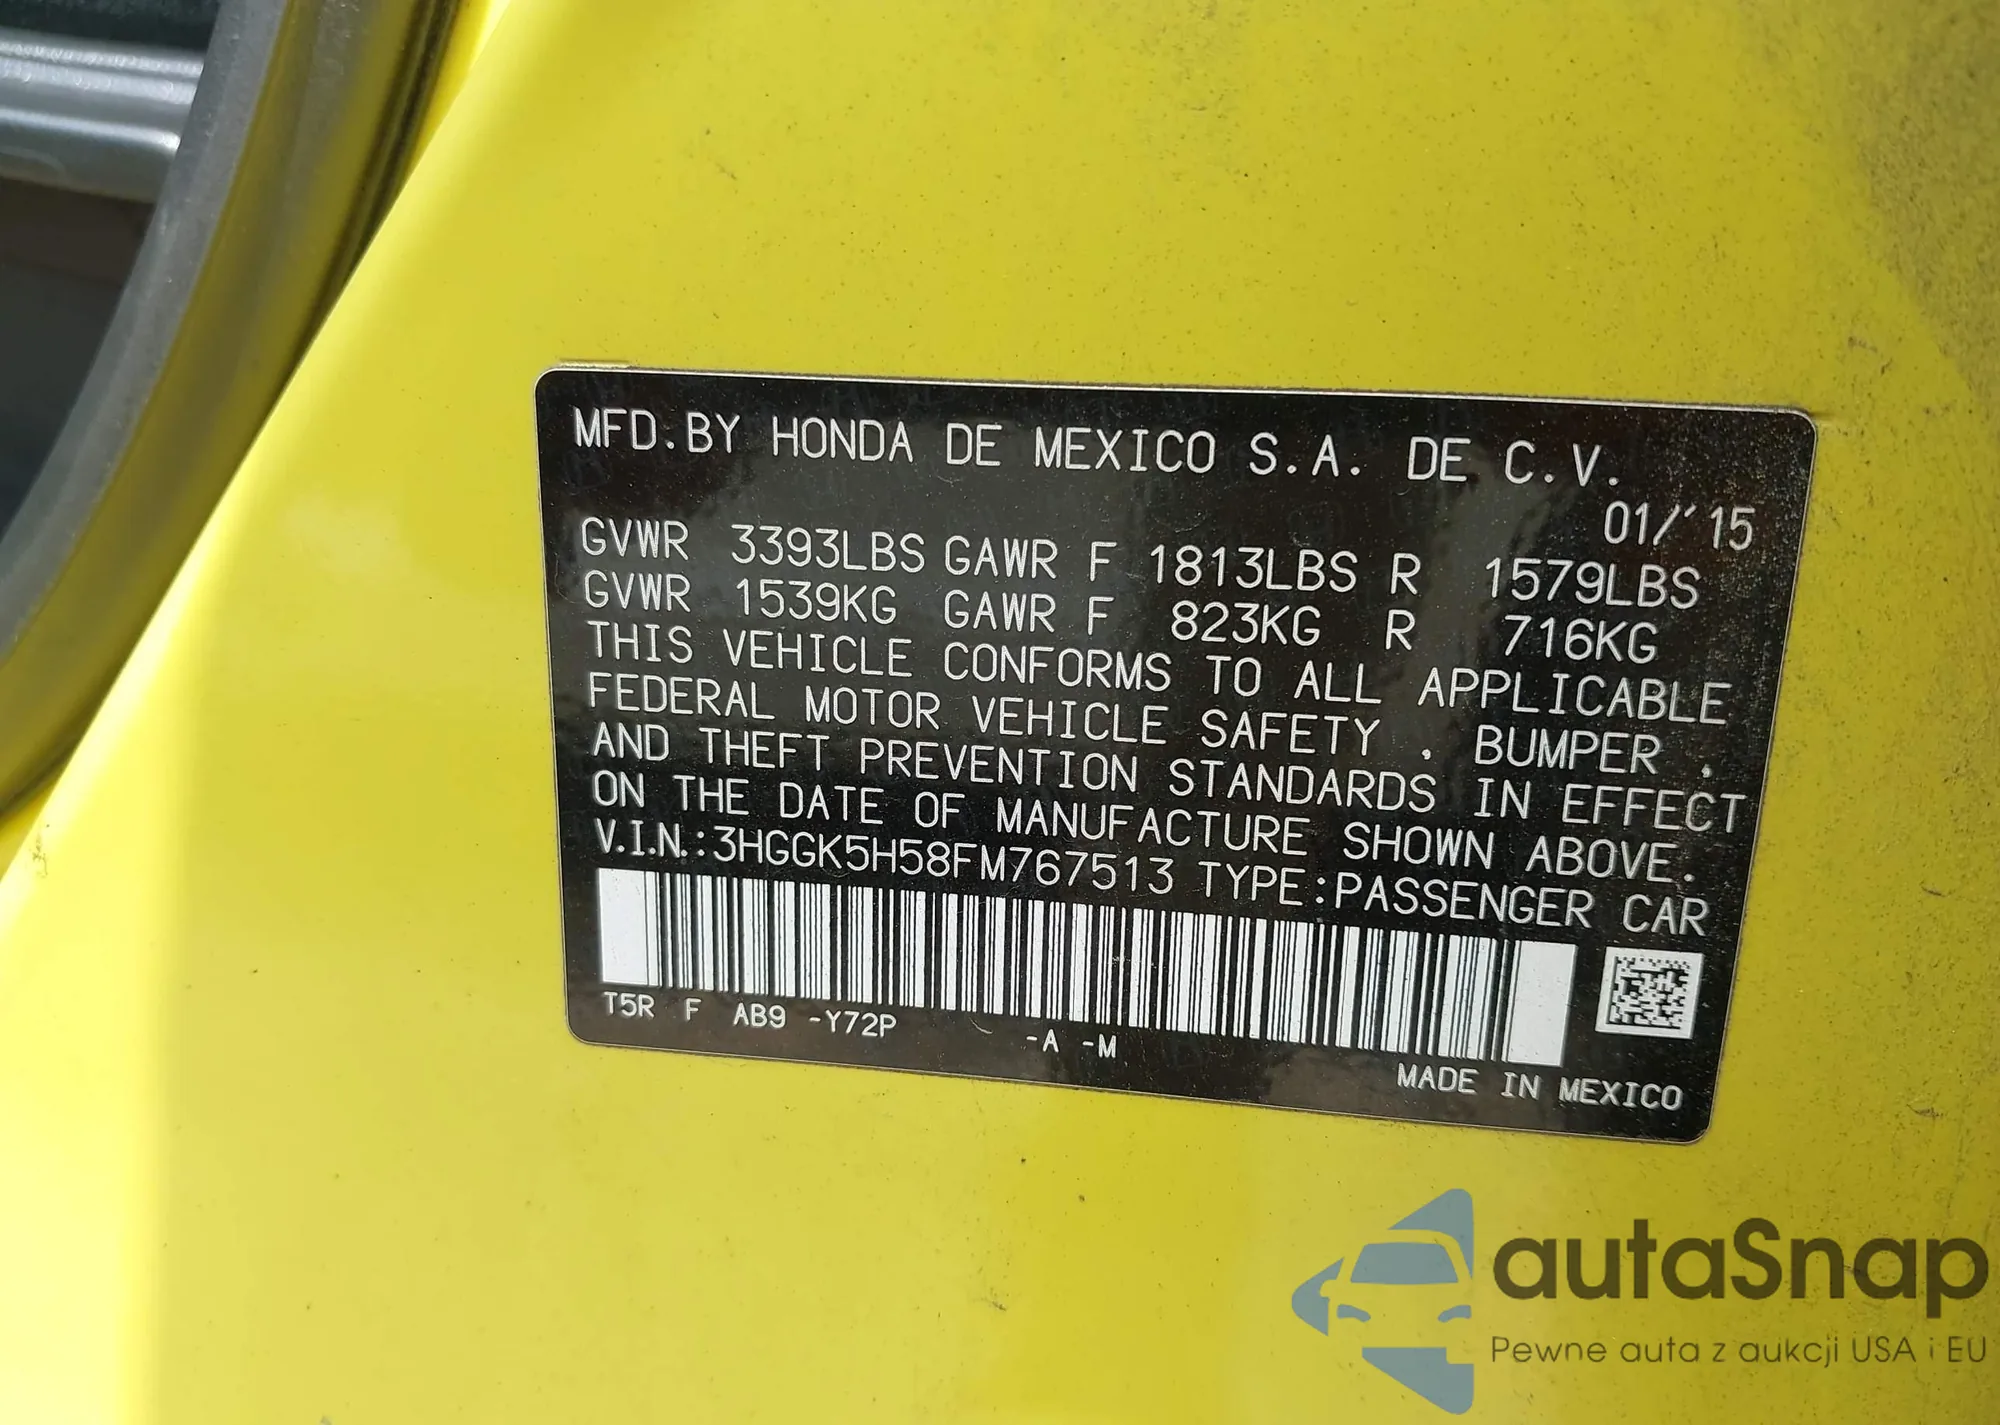 MFD.BY HONDA DE MEXICO S.A. DE C.V.
01/'15
GVWR 3393LBS GAWR F 1813LBS R 1579LBS
GVWR 1539KG GAWR F 823KG R 716KG
THIS VEHICLE CONFORMS TO ALL APPLICABLE
FEDERAL MOTOR VEHICLE SAFETY , BUMPER ,
AND THEFT PREVENTION STANDARDS IN EFFECT
ON THE DATE OF MANUFACTURE SHOWN ABOVE.
V.I.N.:3HGGK5H58FM767513 TYPE:PASSENGER CAR
T5R F AB9 -Y72P -A -M
MADE IN MEXICO
autaSnap
Pewne auta z aukcji USA i EU